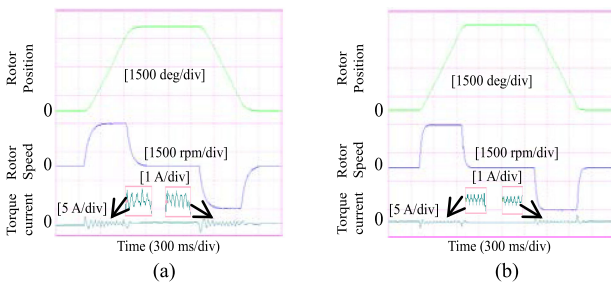 Rotor
Position
[1500 deg/div]
0
Rotor
Speed
[1500 rpm/div]
0
[1 A/div]
Torque
current
[5 A/div]
0
Time (300 ms/div)
(a)
Rotor
Position
[1500 deg/div]
0
Rotor
Speed
[1500 rpm/div]
0
[1 A/div]
Torque
current
[5 A/div]
0
Time (300 ms/div)
(b)